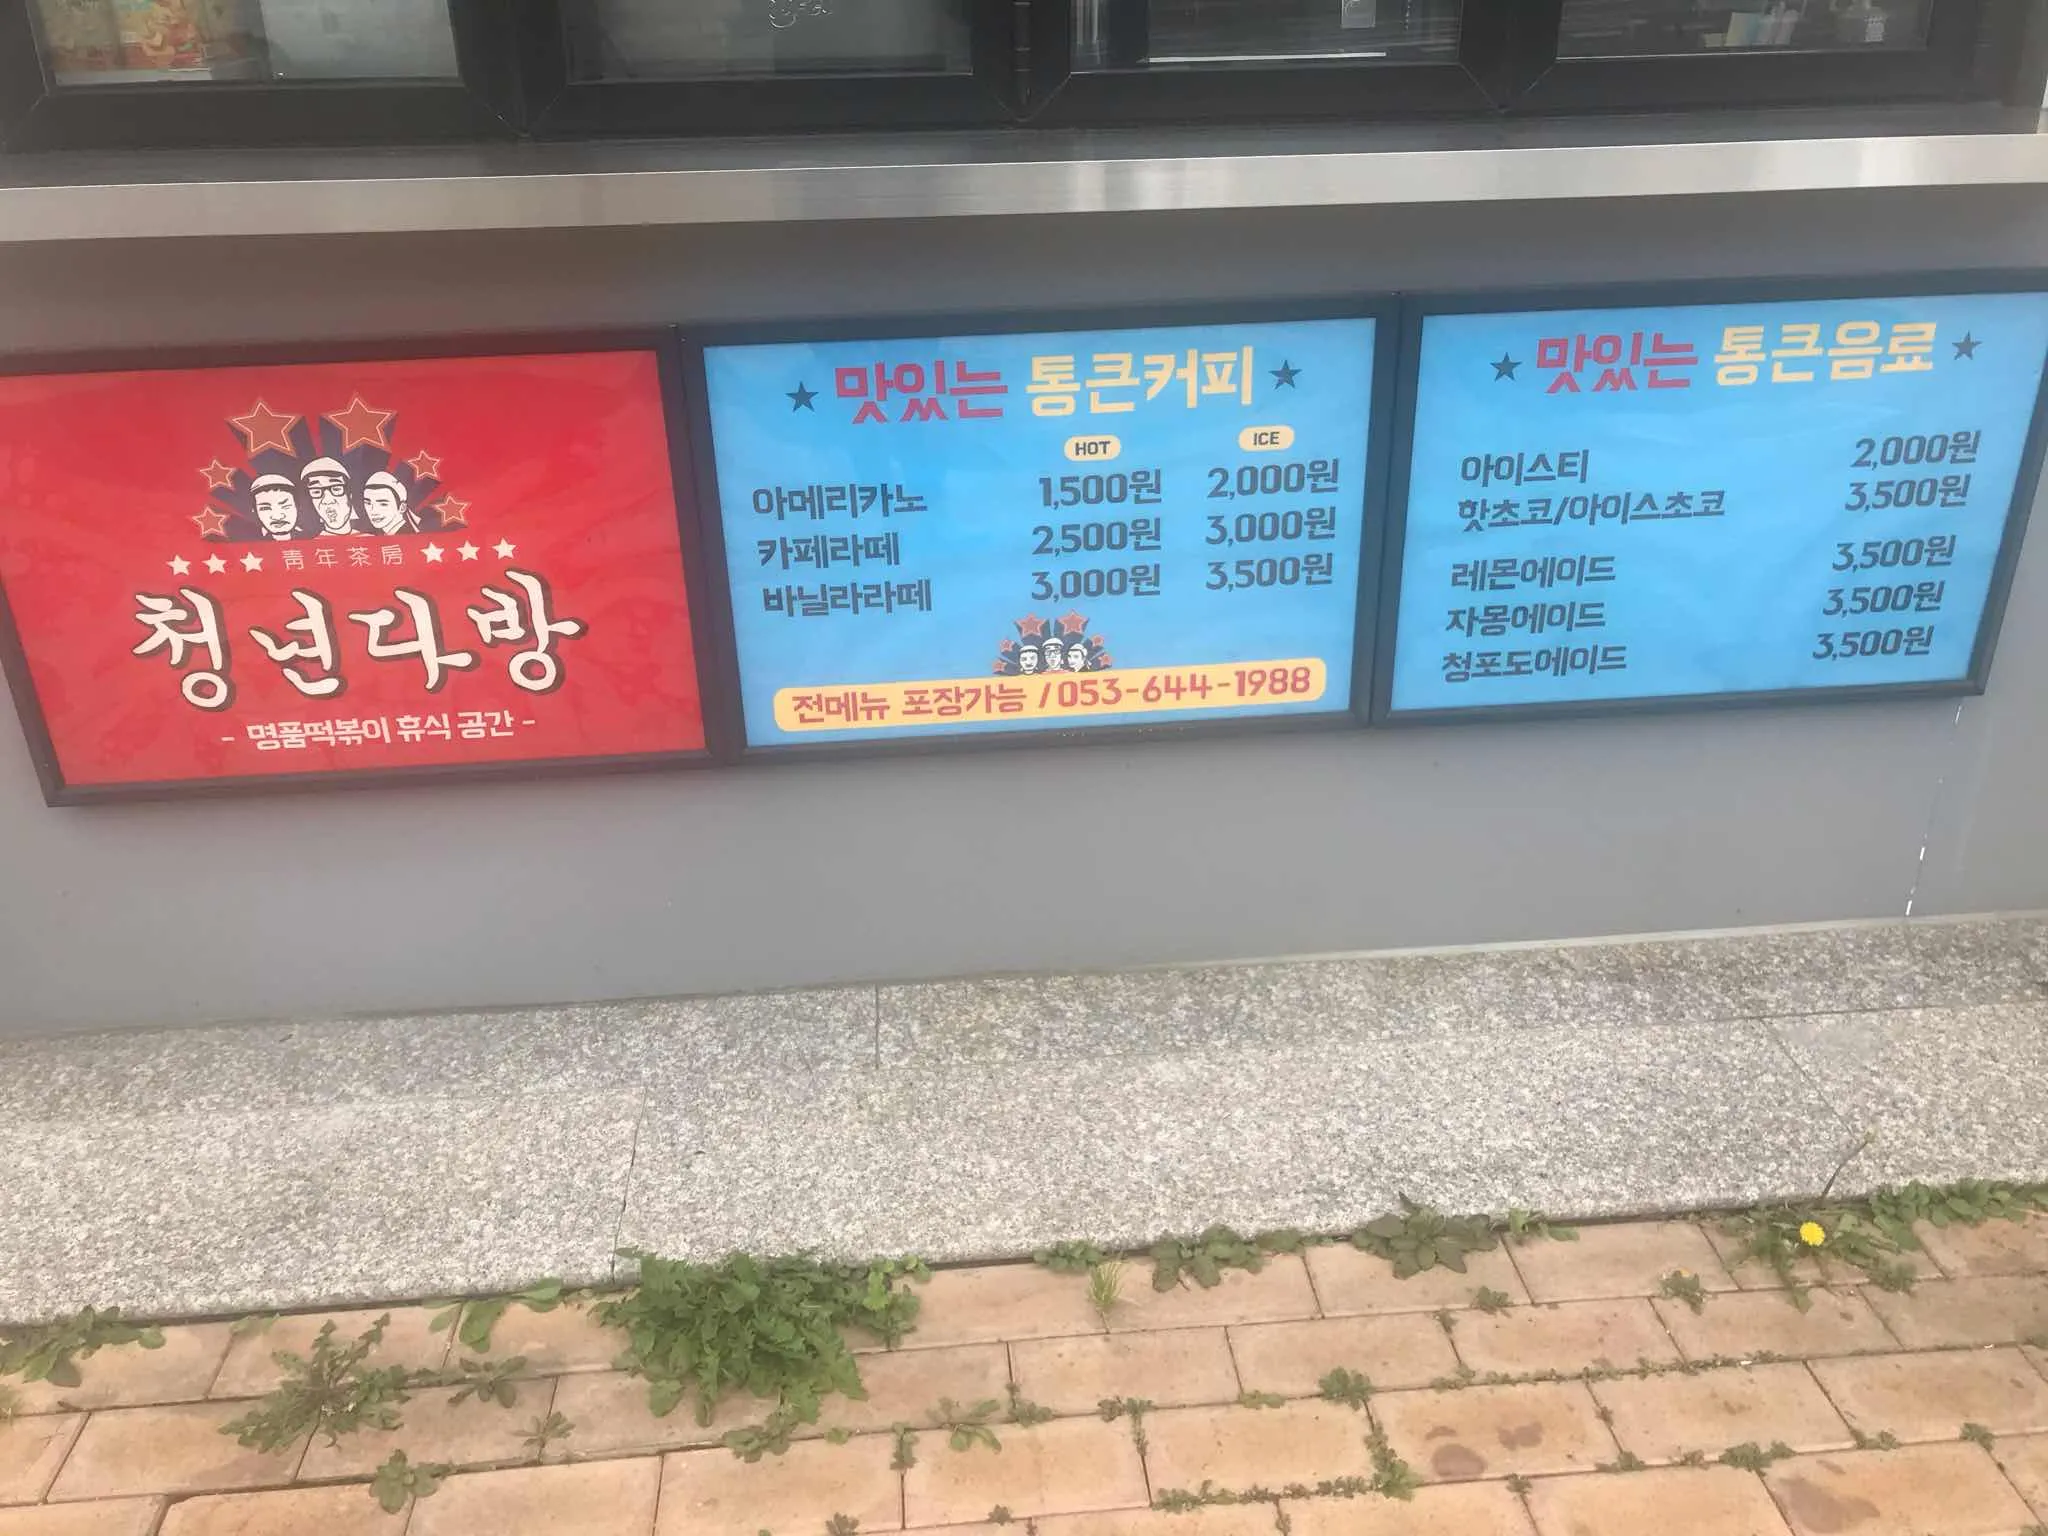 靑年茶房
청년다방
- 명품떡볶이 휴식 공간 -
맛있는 통큰커피
HOT ICE
아메리카노 1,500원 2,000원
카페라떼 2,500원 3,000원
바닐라라떼 3,000원 3,500원
전메뉴 포장가능 / 053-644-1988
맛있는 통큰음료
아이스티 2,000원
핫초코/아이스초코 3,500원
레몬에이드 3,500원
자몽에이드 3,500원
청포도에이드 3,500원